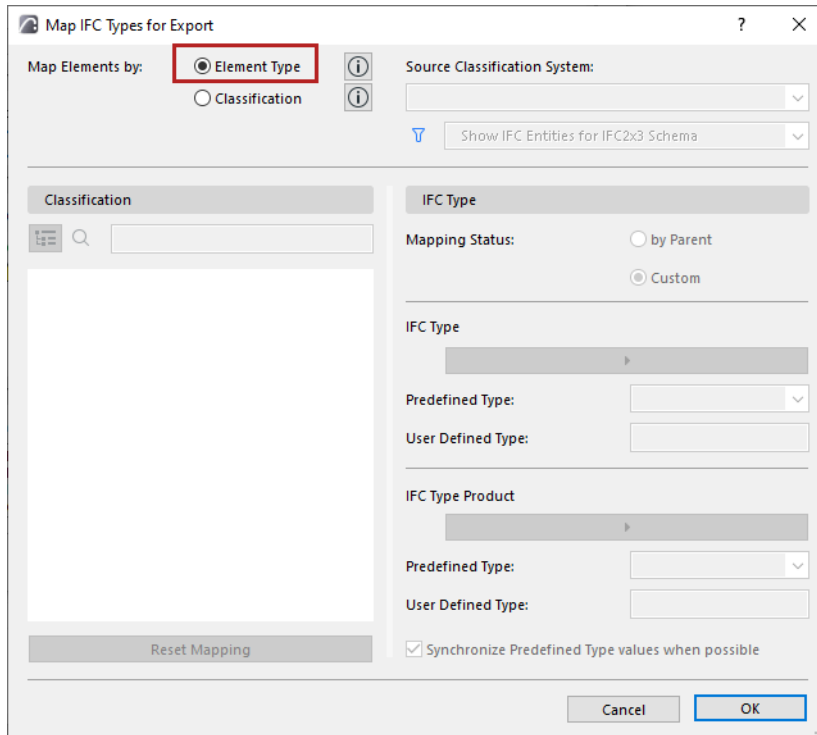 Map IFC Types for Export
?
Map Elements by:
Element Type
Classification
Source Classification System:
Show IFC Entities for IFC2x3 Schema
Classification
IFC Type
Mapping Status:
by Parent
Custom
IFC Type
Predefined Type:
User Defined Type:
IFC Type Product
Predefined Type:
User Defined Type:
Reset Mapping
Synchronize Predefined Type values when possible
Cancel
OK